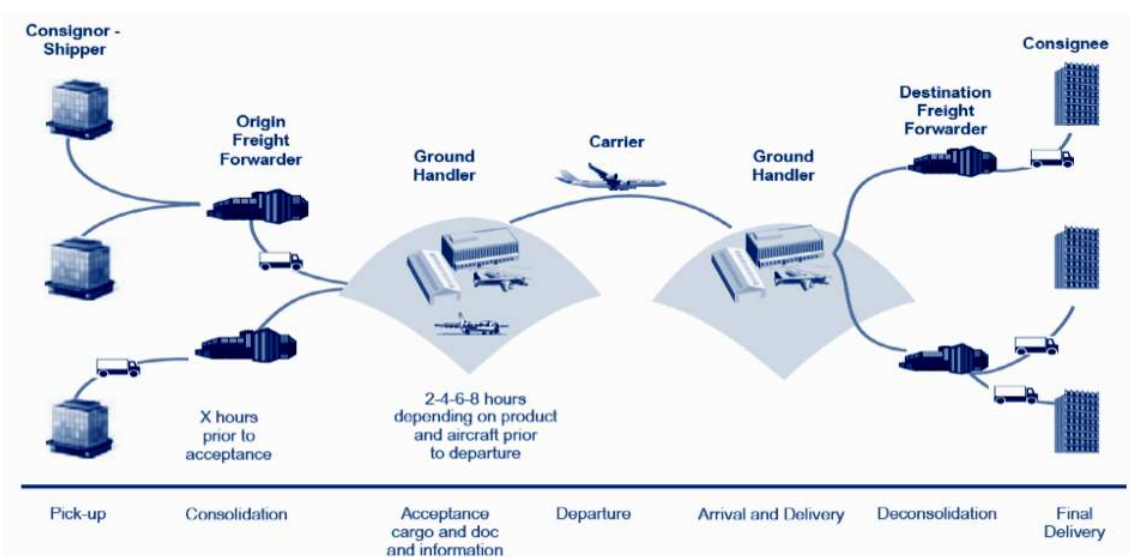 Consignor -
Shipper
Origin
Freight
Forwarder
Ground
Handler
Carrier
Ground
Handler
Destination
Freight
Forwarder
Consignee
X hours
prior to
acceptance
2-4-6-8 hours
depending on product
and aircraft prior
to departure
Pick-up
Consolidation
Acceptance
cargo and doc
and information
Departure
Arrival and Delivery
Deconsolidation
Final
Delivery